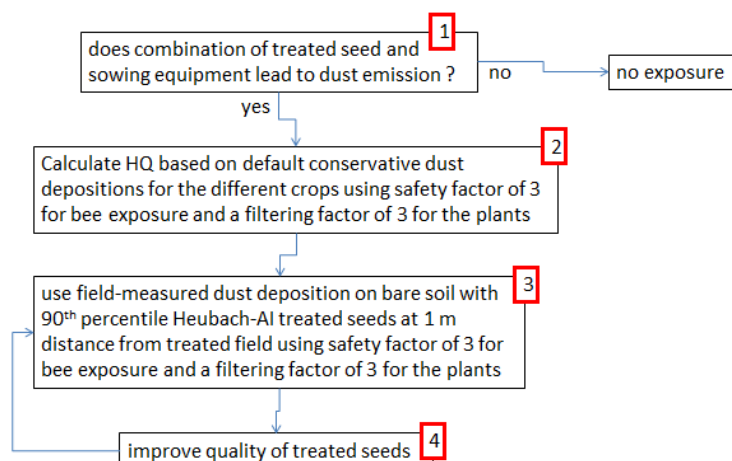 1
does combination of treated seed and
sowing equipment lead to dust emission ?
no
no exposure
yes
2
Calculate HQ based on default conservative dust
depositions for the different crops using safety factor of 3
for bee exposure and a filtering factor of 3 for the plants
3
use field-measured dust deposition on bare soil with
90th percentile Heubach-AI treated seeds at 1 m
distance from treated field using safety factor of 3 for
bee exposure and a filtering factor of 3 for the plants
4
improve quality of treated seeds